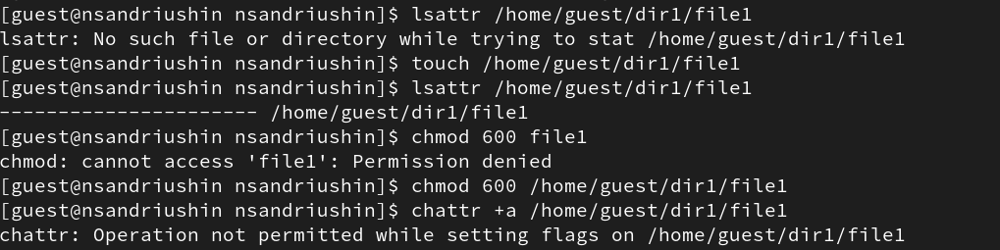 [guest@nsandriushin nsandriushin]$ lsattr /home/guest/dir1/file1
lsattr: No such file or directory while trying to stat /home/guest/dir1/file1
[guest@nsandriushin nsandriushin]$ touch /home/guest/dir1/file1
[guest@nsandriushin nsandriushin]$ lsattr /home/guest/dir1/file1
---------------------- /home/guest/dir1/file1
[guest@nsandriushin nsandriushin]$ chmod 600 file1
chmod: cannot access 'file1': Permission denied
[guest@nsandriushin nsandriushin]$ chmod 600 /home/guest/dir1/file1
[guest@nsandriushin nsandriushin]$ chattr +a /home/guest/dir1/file1
chattr: Operation not permitted while setting flags on /home/guest/dir1/file1